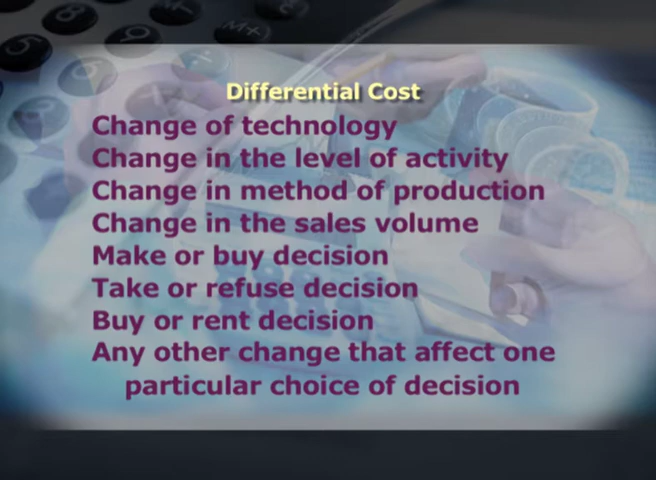 Differential Cost
Change of technology
Change in the level of activity
Change in method of production
Change in the sales volume
Make or buy decision
Take or refuse decision
Buy or rent decision
Any other change that affect one
particular choice of decision